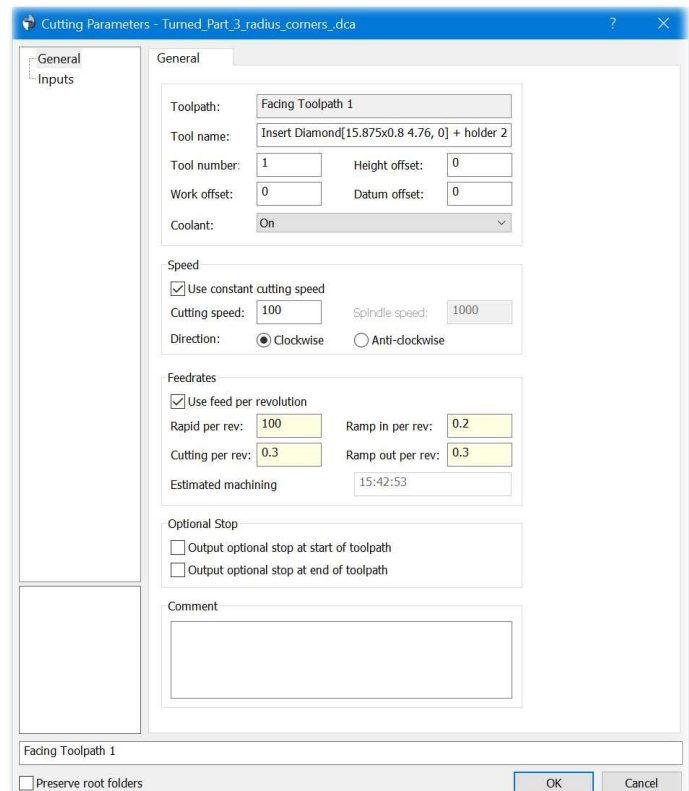 Cutting Parameters - Turned_Part_3_radius_corners_.dca ? ×
General
Inputs
General
Toolpath: Facing Toolpath 1
Tool name: Insert Diamond[15.875x0.8 4.76, 0] + holder 2
Tool number: 1 Height offset: 0
Work offset: 0 Datum offset: 0
Coolant: On
Speed
Use constant cutting speed
Cutting speed: 100 Spindle speed: 1000
Direction: Clockwise Anti-clockwise
Feedrates
Use feed per revolution
Rapid per rev: 100 Ramp in per rev: 0.2
Cutting per rev: 0.3 Ramp out per rev: 0.3
Estimated machining 15:42:53
Optional Stop
Output optional stop at start of toolpath
Output optional stop at end of toolpath
Comment
Facing Toolpath 1
Preserve root folders OK Cancel